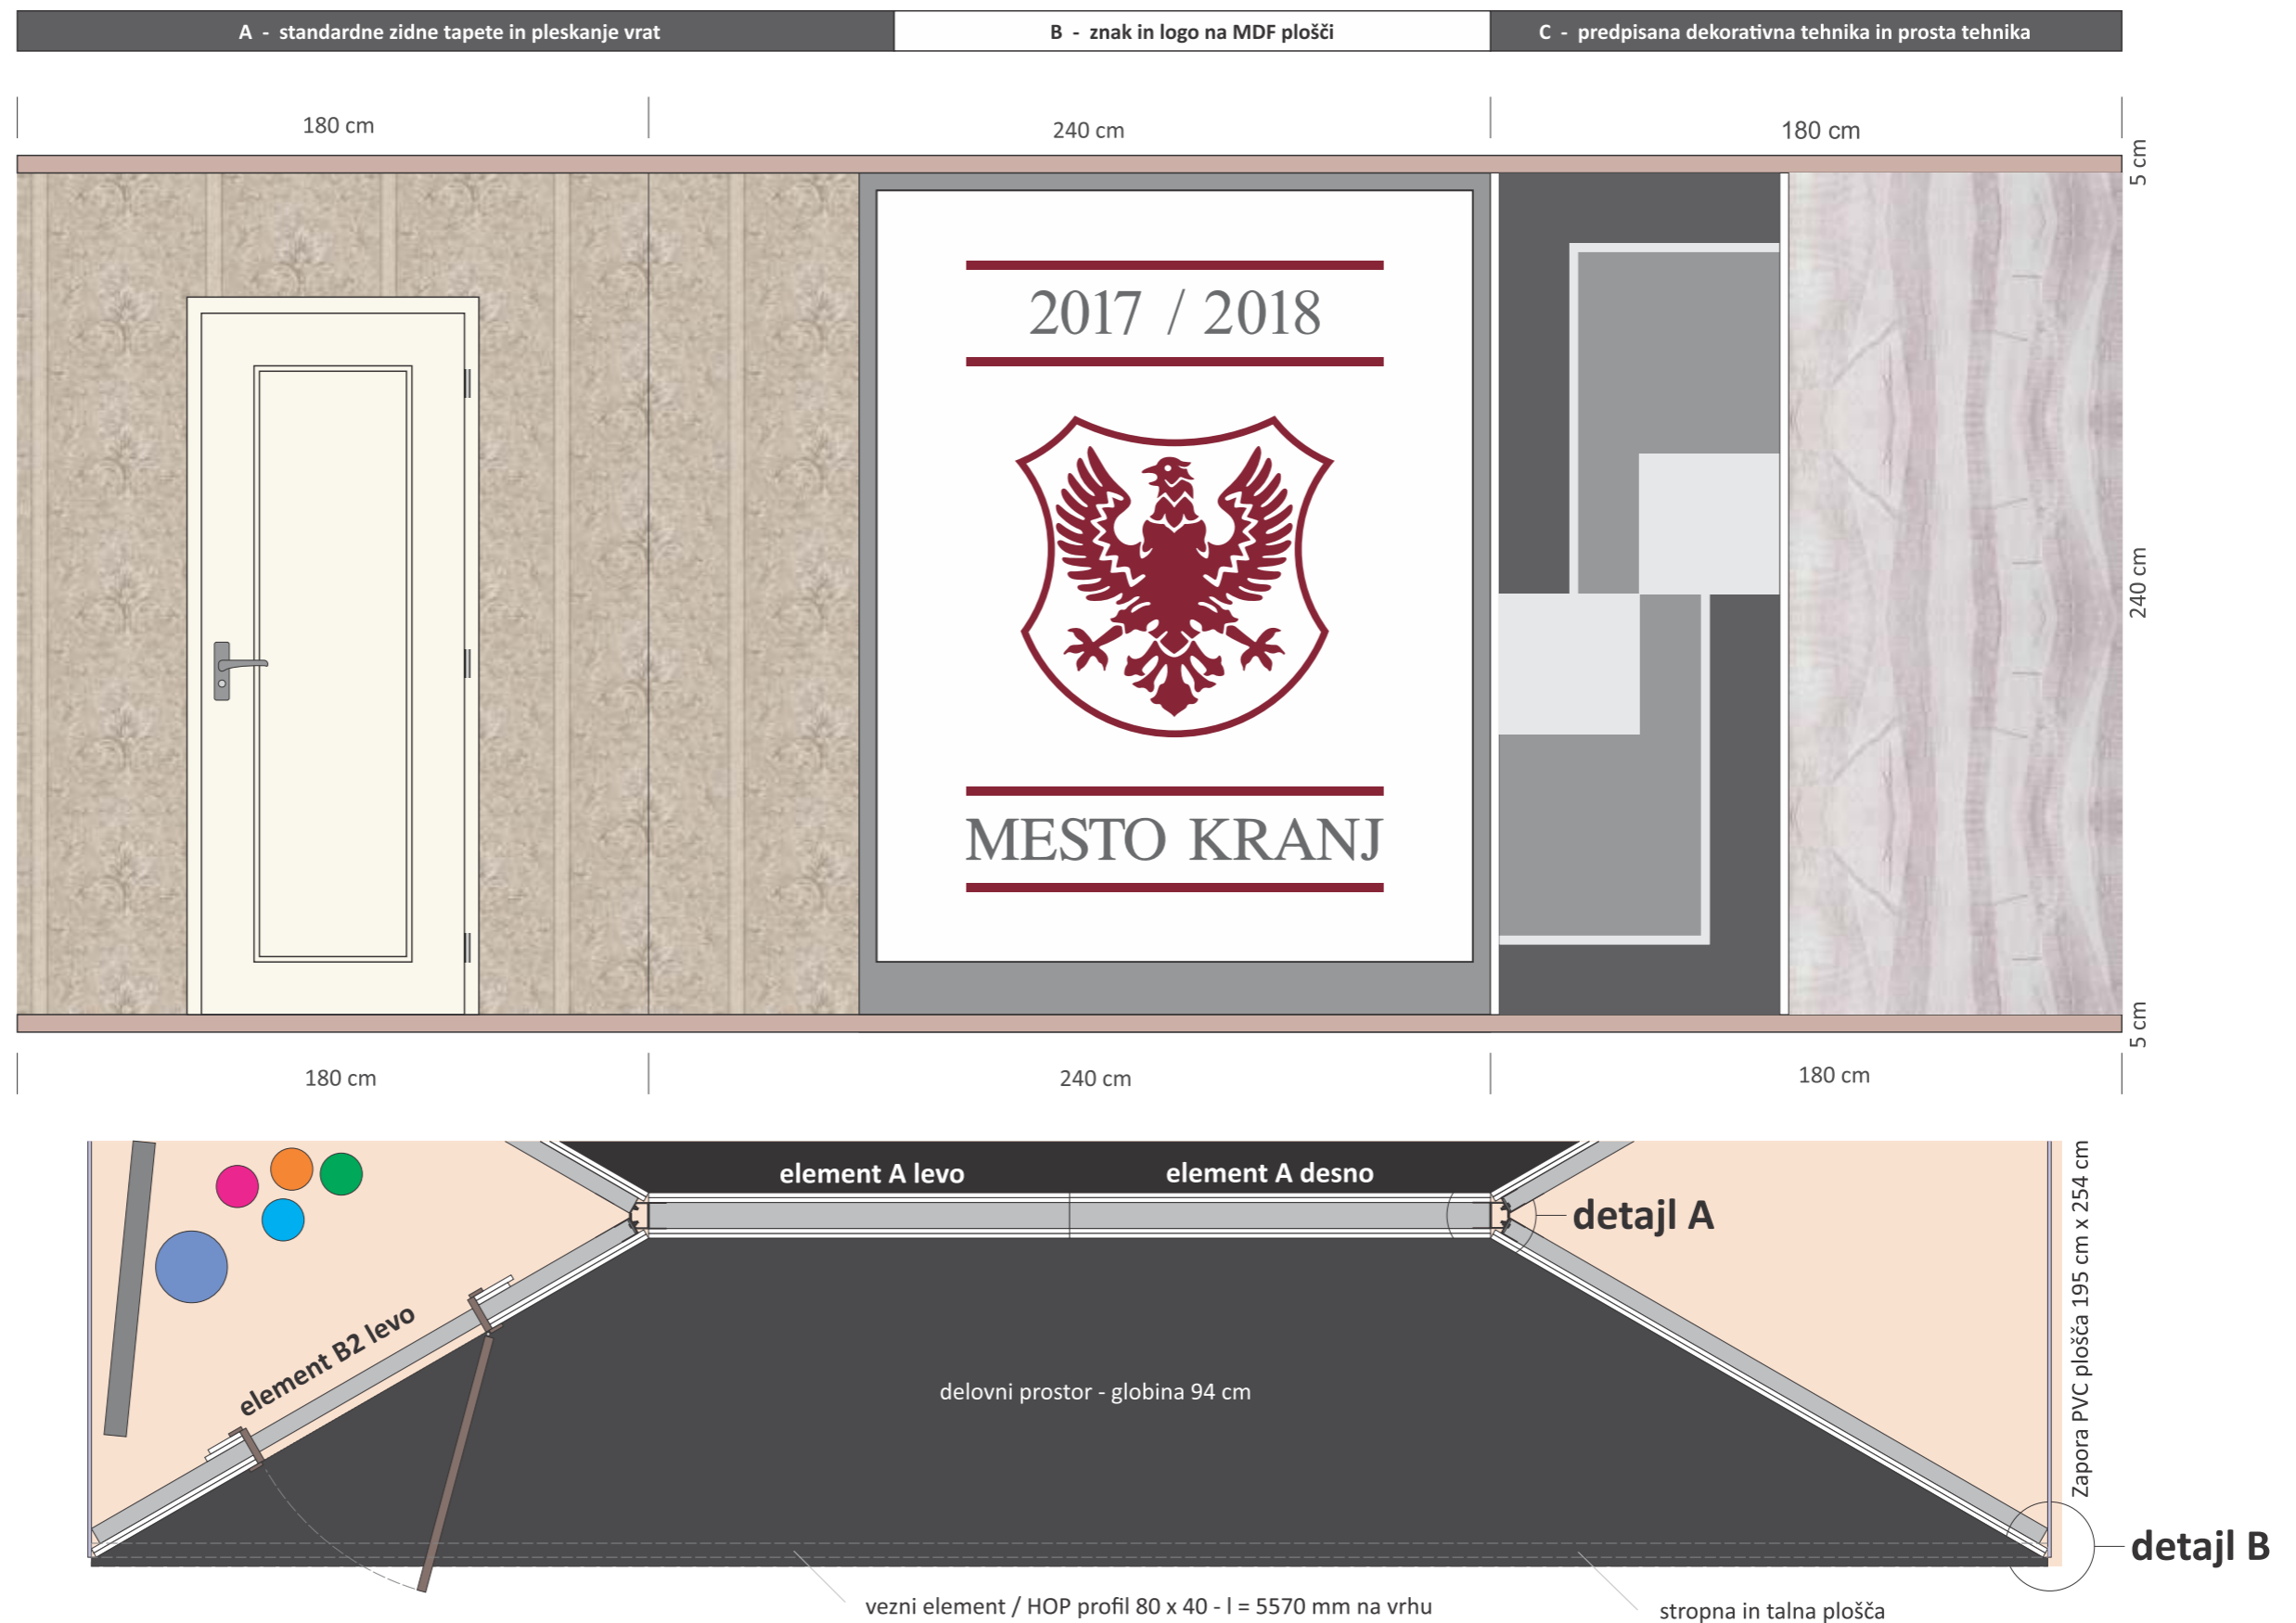 A - standardne zidne tapete in pleskanje vrat
B - znak in logo na MDF plošči
C - predpisana dekorativna tehnika in prosta tehnika
180 cm
240 cm
180 cm
5 cm
2017 / 2018
240 cm
MESTO KRANJ
5 cm
180 cm
240 cm
180 cm
element A levo
element A desno
detajl A
Zapora PVC plošča 195 cm x 254 cm
element B2 levo
delovni prostor - globina 94 cm
detajl B
vezni element / HOP profil 80 x 40 - l = 5570 mm na vrhu
stropna in talna plošča